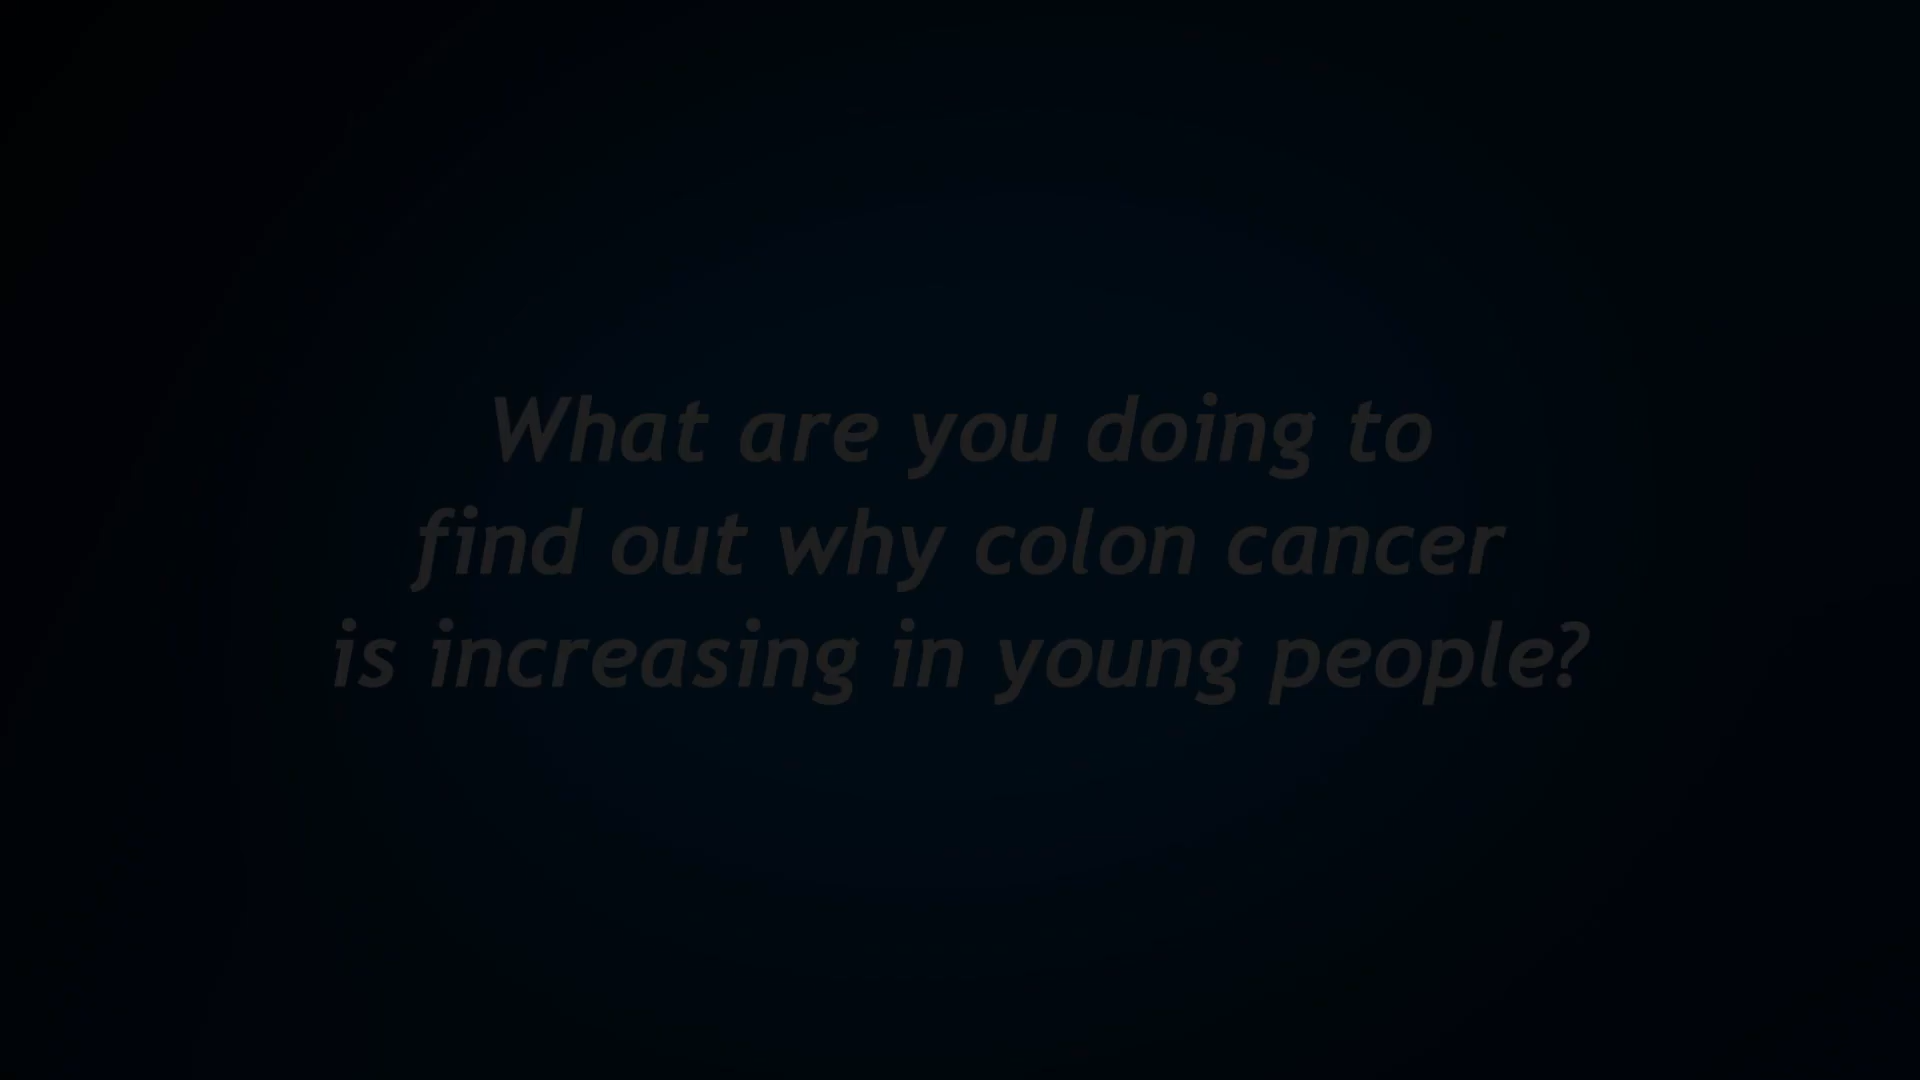 What are you doing to
find out why colon cancer
is increasing in young people?